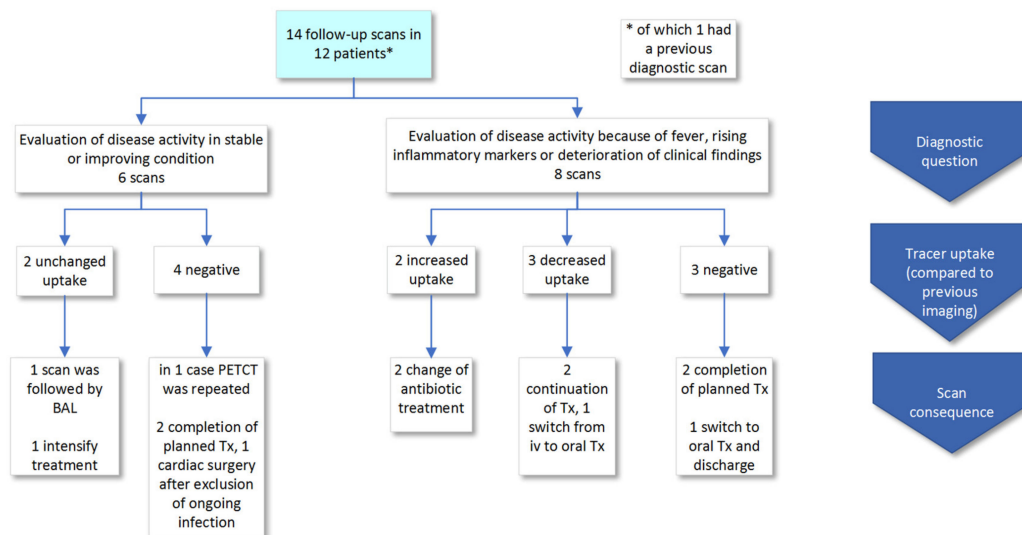 14 follow-up scans in
12 patients*
* of which 1 had
a previous
diagnostic scan
Evaluation of disease activity in stable
or improving condition
6 scans
Evaluation of disease activity because of fever, rising
inflammatory markers or deterioration of clinical findings
8 scans
Diagnostic
question
2 unchanged
uptake
4 negative
2 increased
uptake
3 decreased
uptake
3 negative
Tracer uptake
(compared to
previous
imaging)
1 scan was
followed by
BAL
1 intensify
treatment
in 1 case PETCT
was repeated
2 completion of
planned Tx, 1
cardiac surgery
after exclusion
of ongoing
infection
2 change of
antibiotic
treatment
2
continuation
of Tx, 1
switch from
iv to oral Tx
2 completion
of planned
Tx
1 switch to
oral Tx and
discharge
Scan
consequence